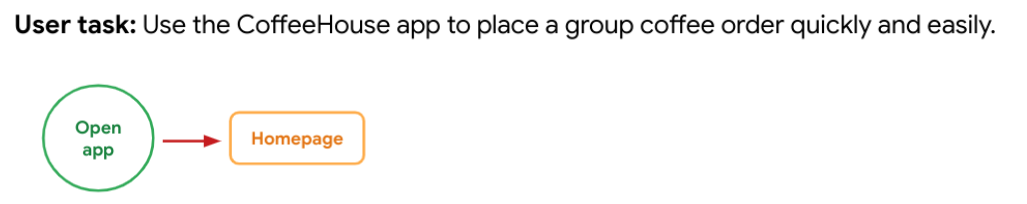 User task: Use the CoffeeHouse app to place a group coffee order quickly and easily.
Open
app
Homepage